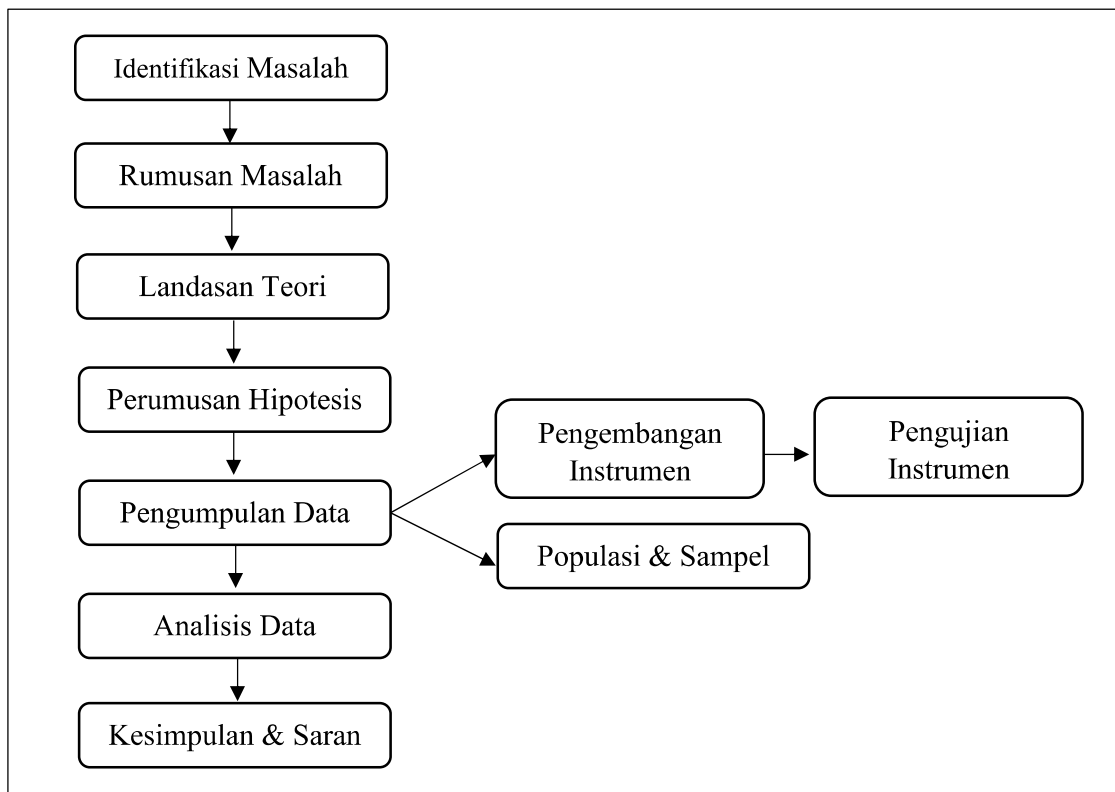 Identifikasi Masalah
Rumusan Masalah
Landasan Teori
Perumusan Hipotesis
Pengembangan
Instrumen
Pengujian
Instrumen
Pengumpulan Data
Populasi & Sampel
Analisis Data
Kesimpulan & Saran